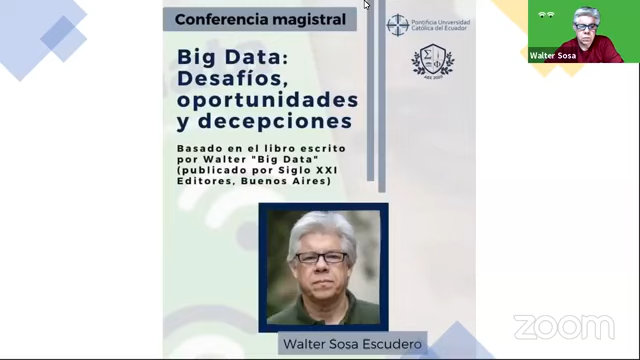 Conferencia magistral
Pontificia Universidad
Católica del Ecuador
Big Data:
Desafíos,
oportunidades
y decepciones
Basado en el libro escrito
por Walter "Big Data"
(publicado por Siglo XXI
Editores, Buenos Aires)
Walter Sosa Escudero
Walter Sosa
zoom